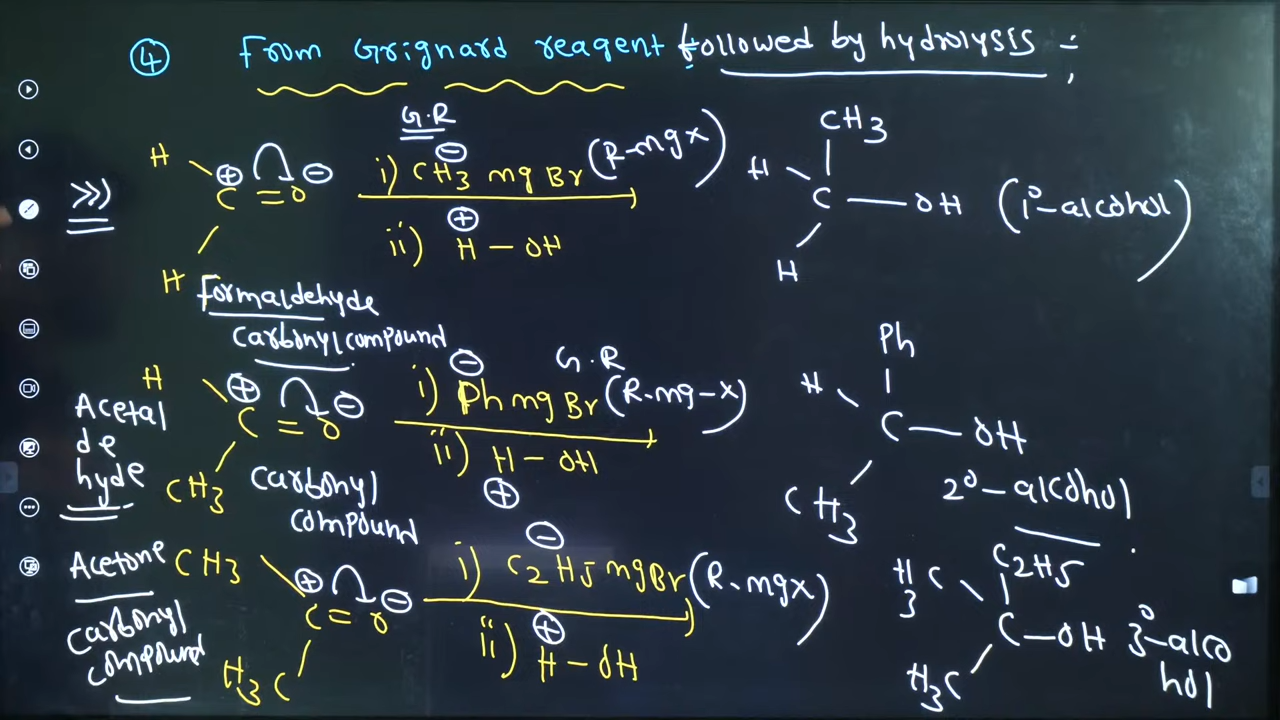 ④ From Grignard reagent followed by hydrolysis :-
G.R
H
⊕ ⊖
>>>
C = O
H
i) CH3 mg Br (R-mgx)
⊖
ii) H - OH
⊕
CH3
H
C — OH (1°-alcohol)
H
Formaldehyde
Carbonyl compound
Acetal
de
hyde
H
⊕ ⊖
C = O
CH3
Carbonyl
compound
⊖ G.R
i) Ph mg Br (R-mg-x)
ii) H - OH
⊕
Ph
H
C — OH
CH3
2°-alcohol
Acetone
Carbonyl
compound
CH3
⊕ ⊖
C = O
H3C
⊖
i) C2H5 mgBr (R-mgx)
⊕
ii) H - OH
C2H5
H3C
C — OH 3°-alco
hol
H3C